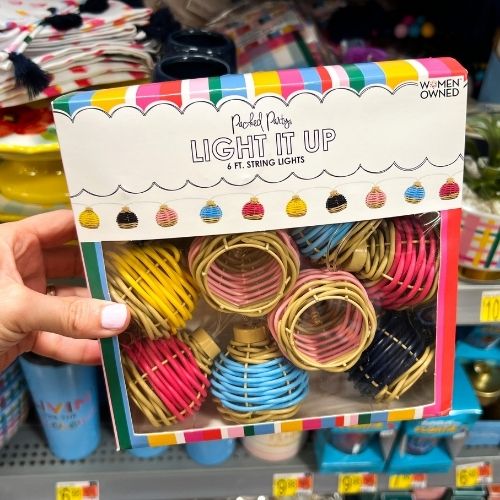 WOMEN
OWNED
Packed Party®
LIGHT IT UP
6 FT. STRING LIGHTS